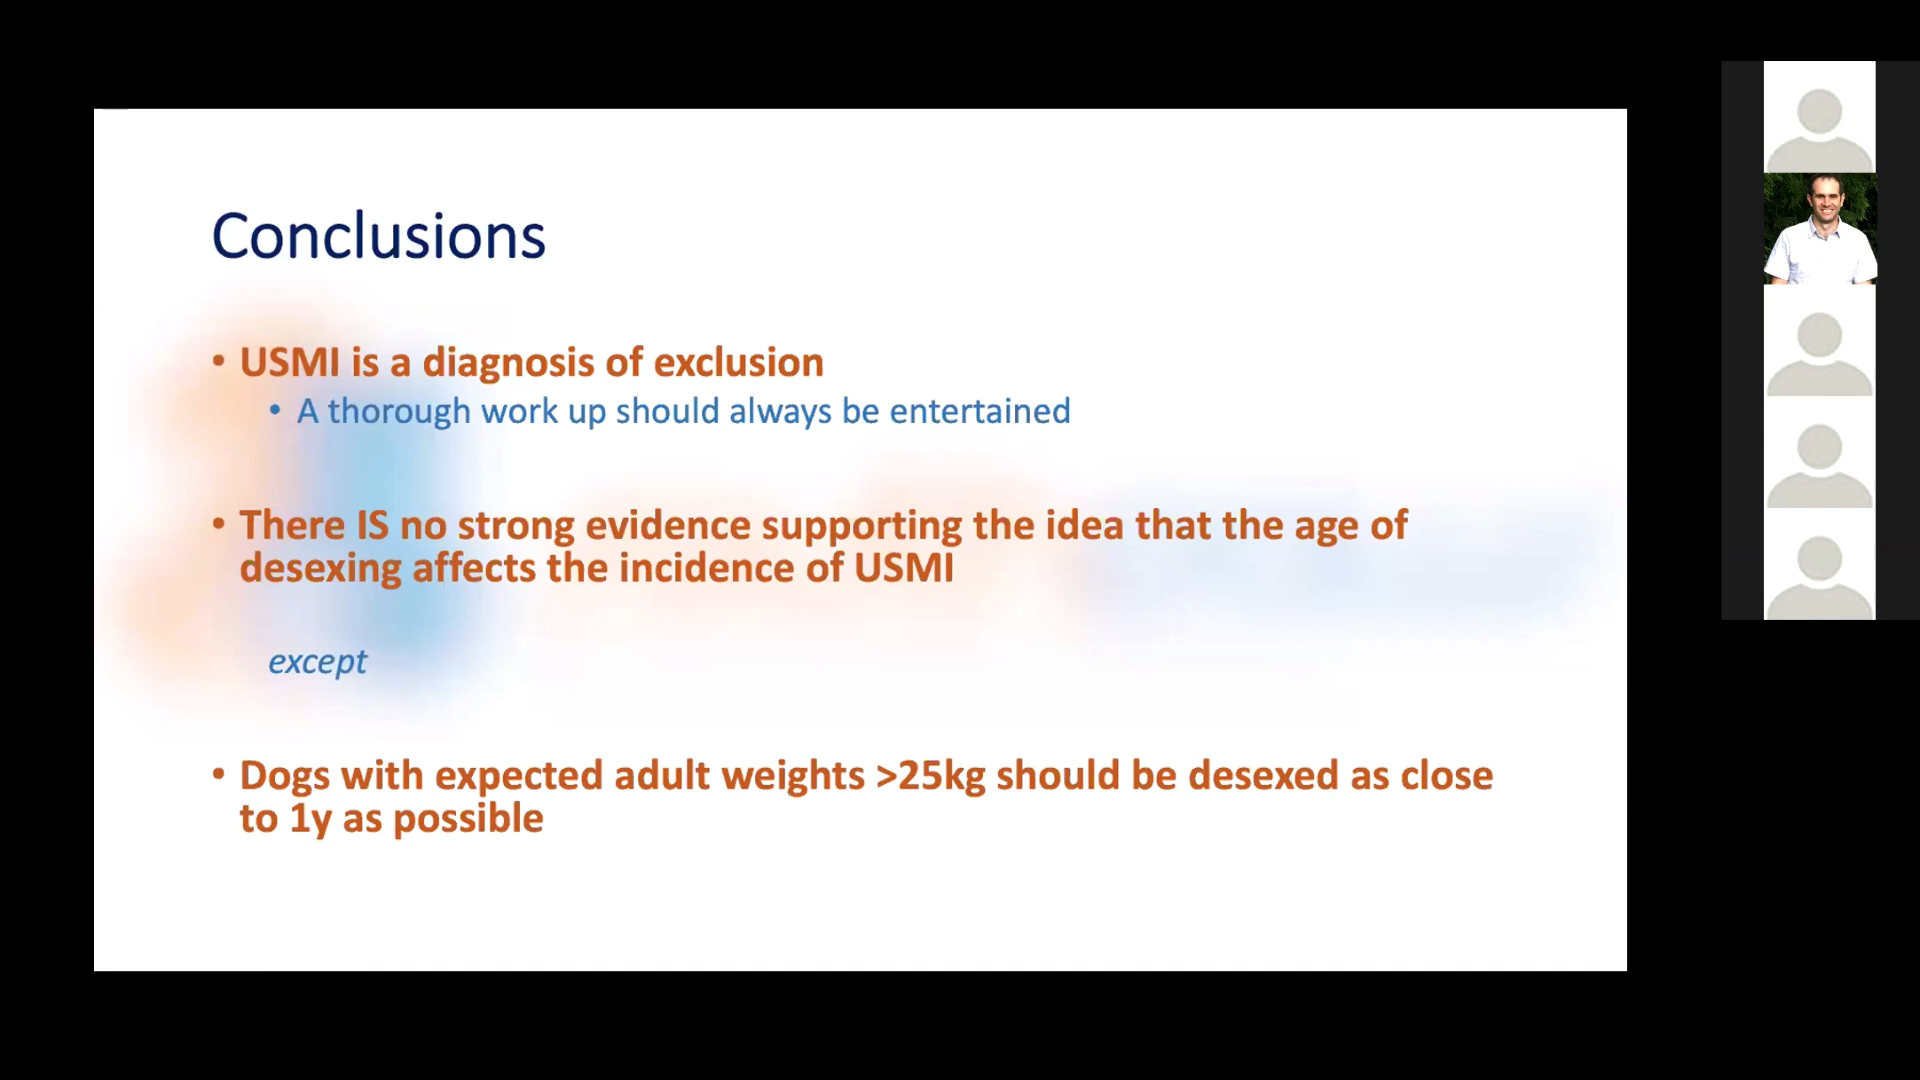 Conclusions
• USMI is a diagnosis of exclusion
• A thorough work up should always be entertained
• There IS no strong evidence supporting the idea that the age of
desexing affects the incidence of USMI
except
• Dogs with expected adult weights >25kg should be desexed as close
to 1y as possible